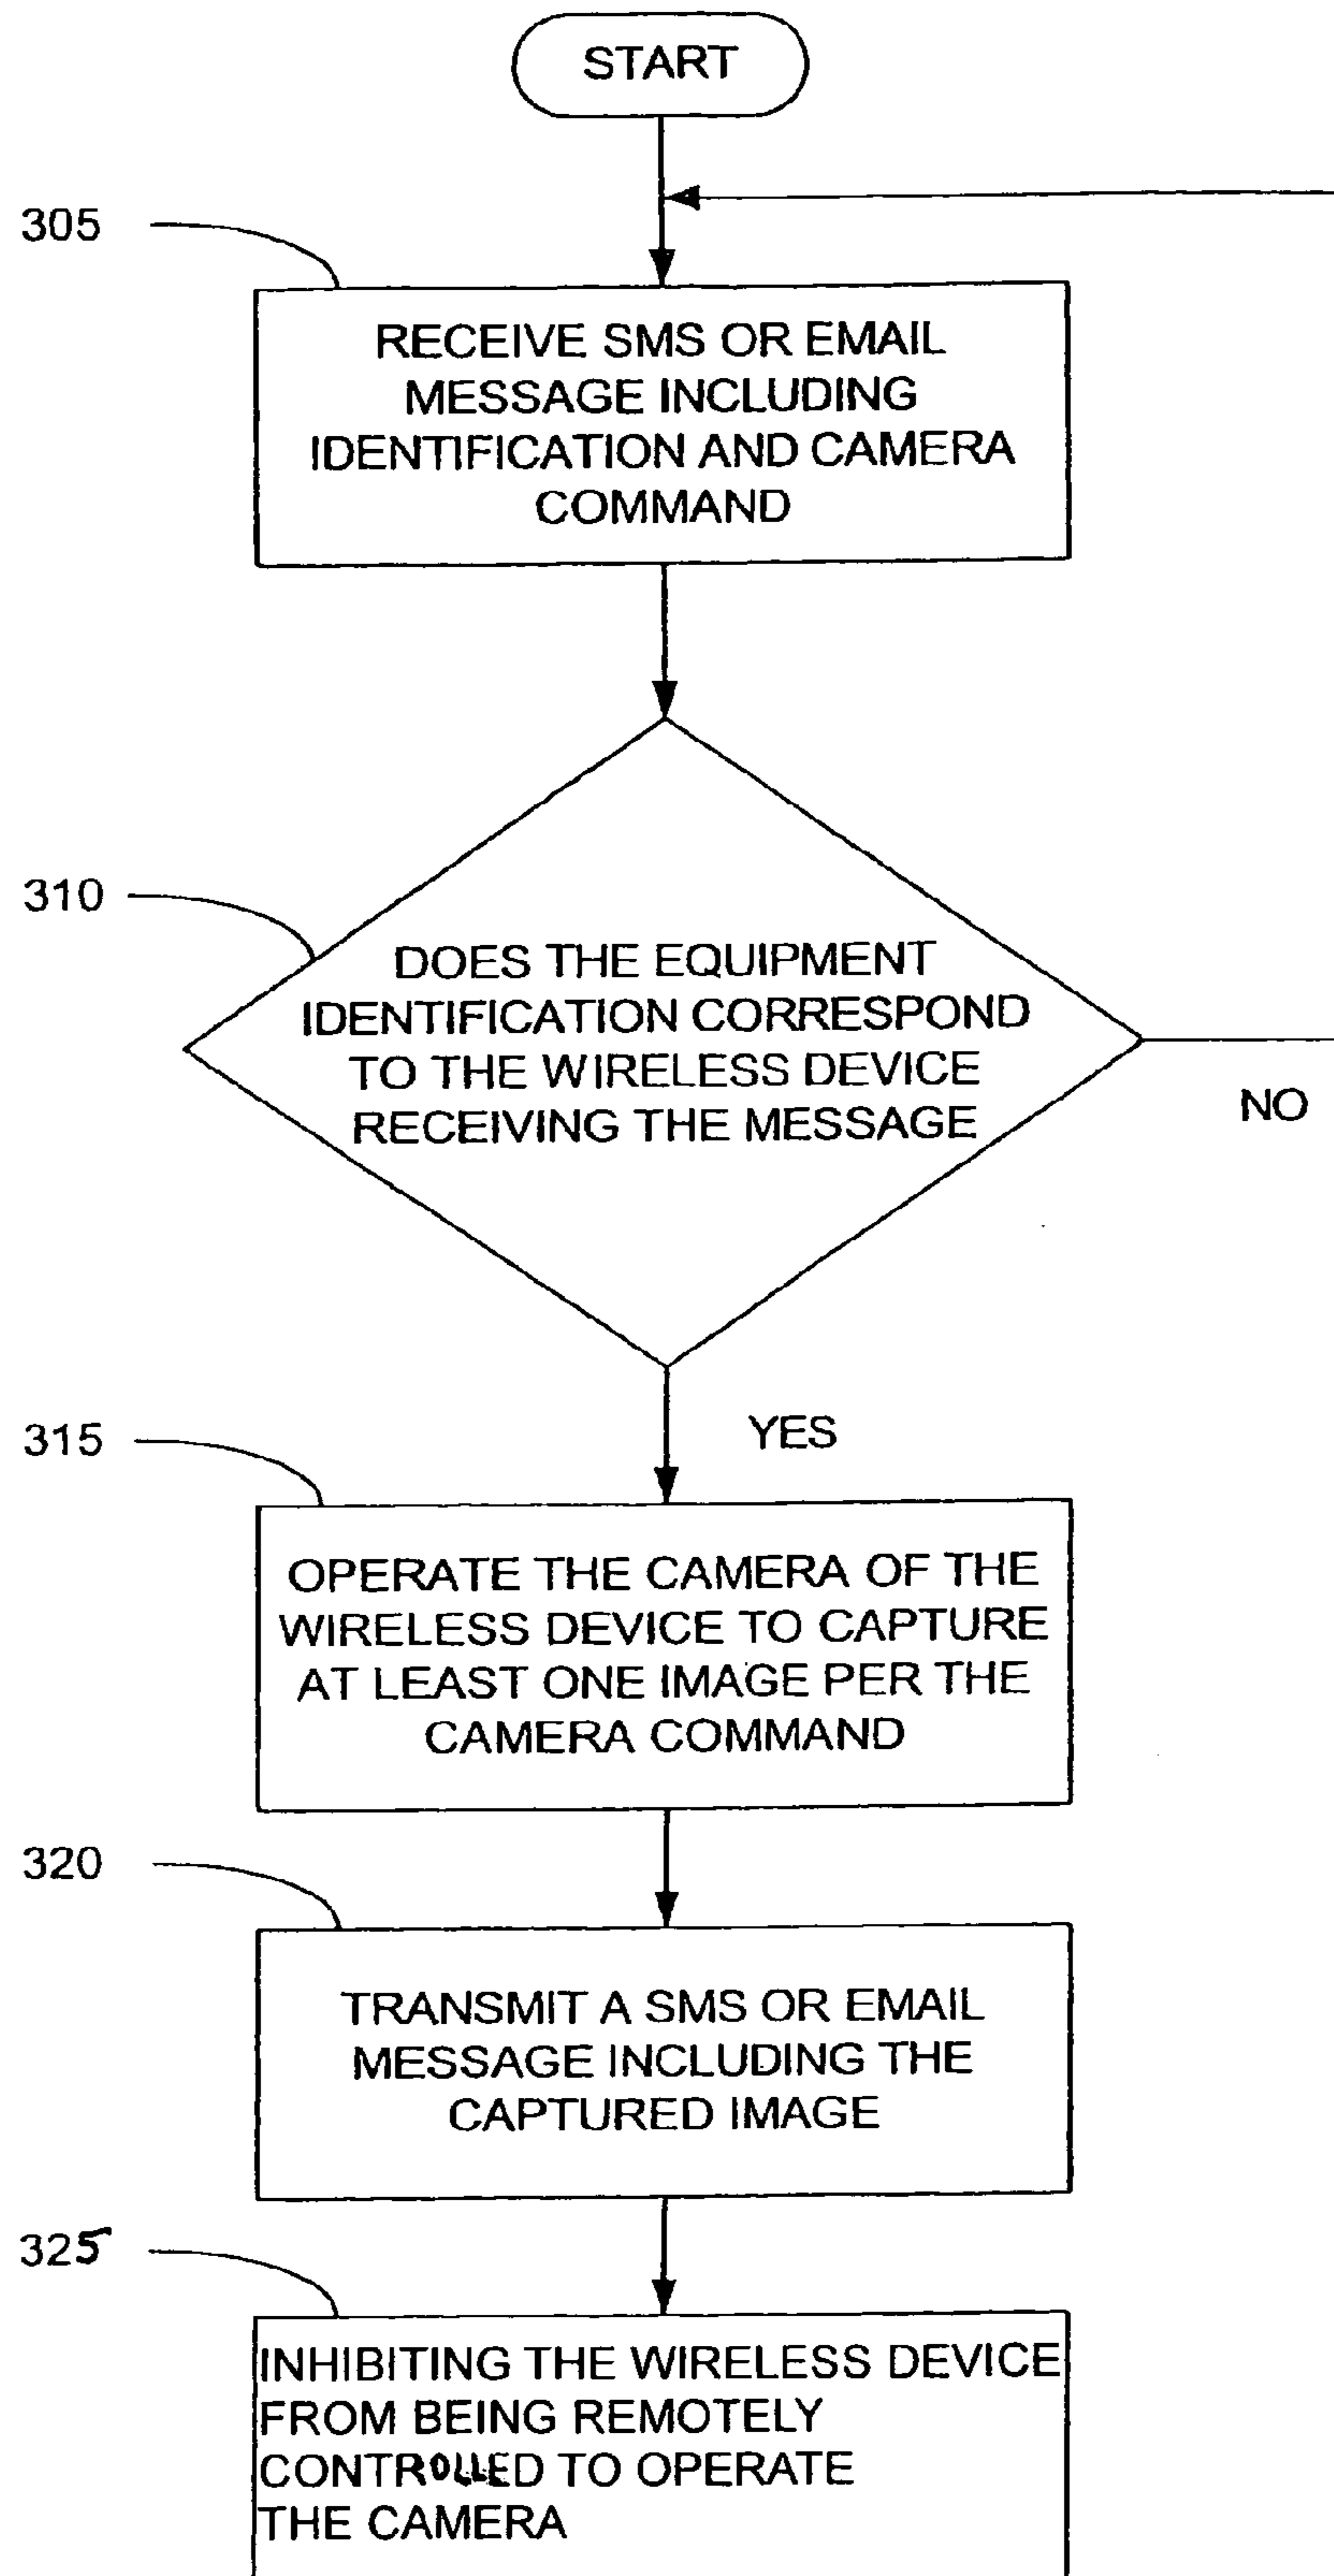 START
305
RECEIVE SMS OR EMAIL
MESSAGE INCLUDING
IDENTIFICATION AND CAMERA
COMMAND
310
DOES THE EQUIPMENT
IDENTIFICATION CORRESPOND
TO THE WIRELESS DEVICE
RECEIVING THE MESSAGE
NO
YES
315
OPERATE THE CAMERA OF THE
WIRELESS DEVICE TO CAPTURE
AT LEAST ONE IMAGE PER THE
CAMERA COMMAND
320
TRANSMIT A SMS OR EMAIL
MESSAGE INCLUDING THE
CAPTURED IMAGE
325
INHIBITING THE WIRELESS DEVICE
FROM BEING REMOTELY
CONTROLLED TO OPERATE
THE CAMERA